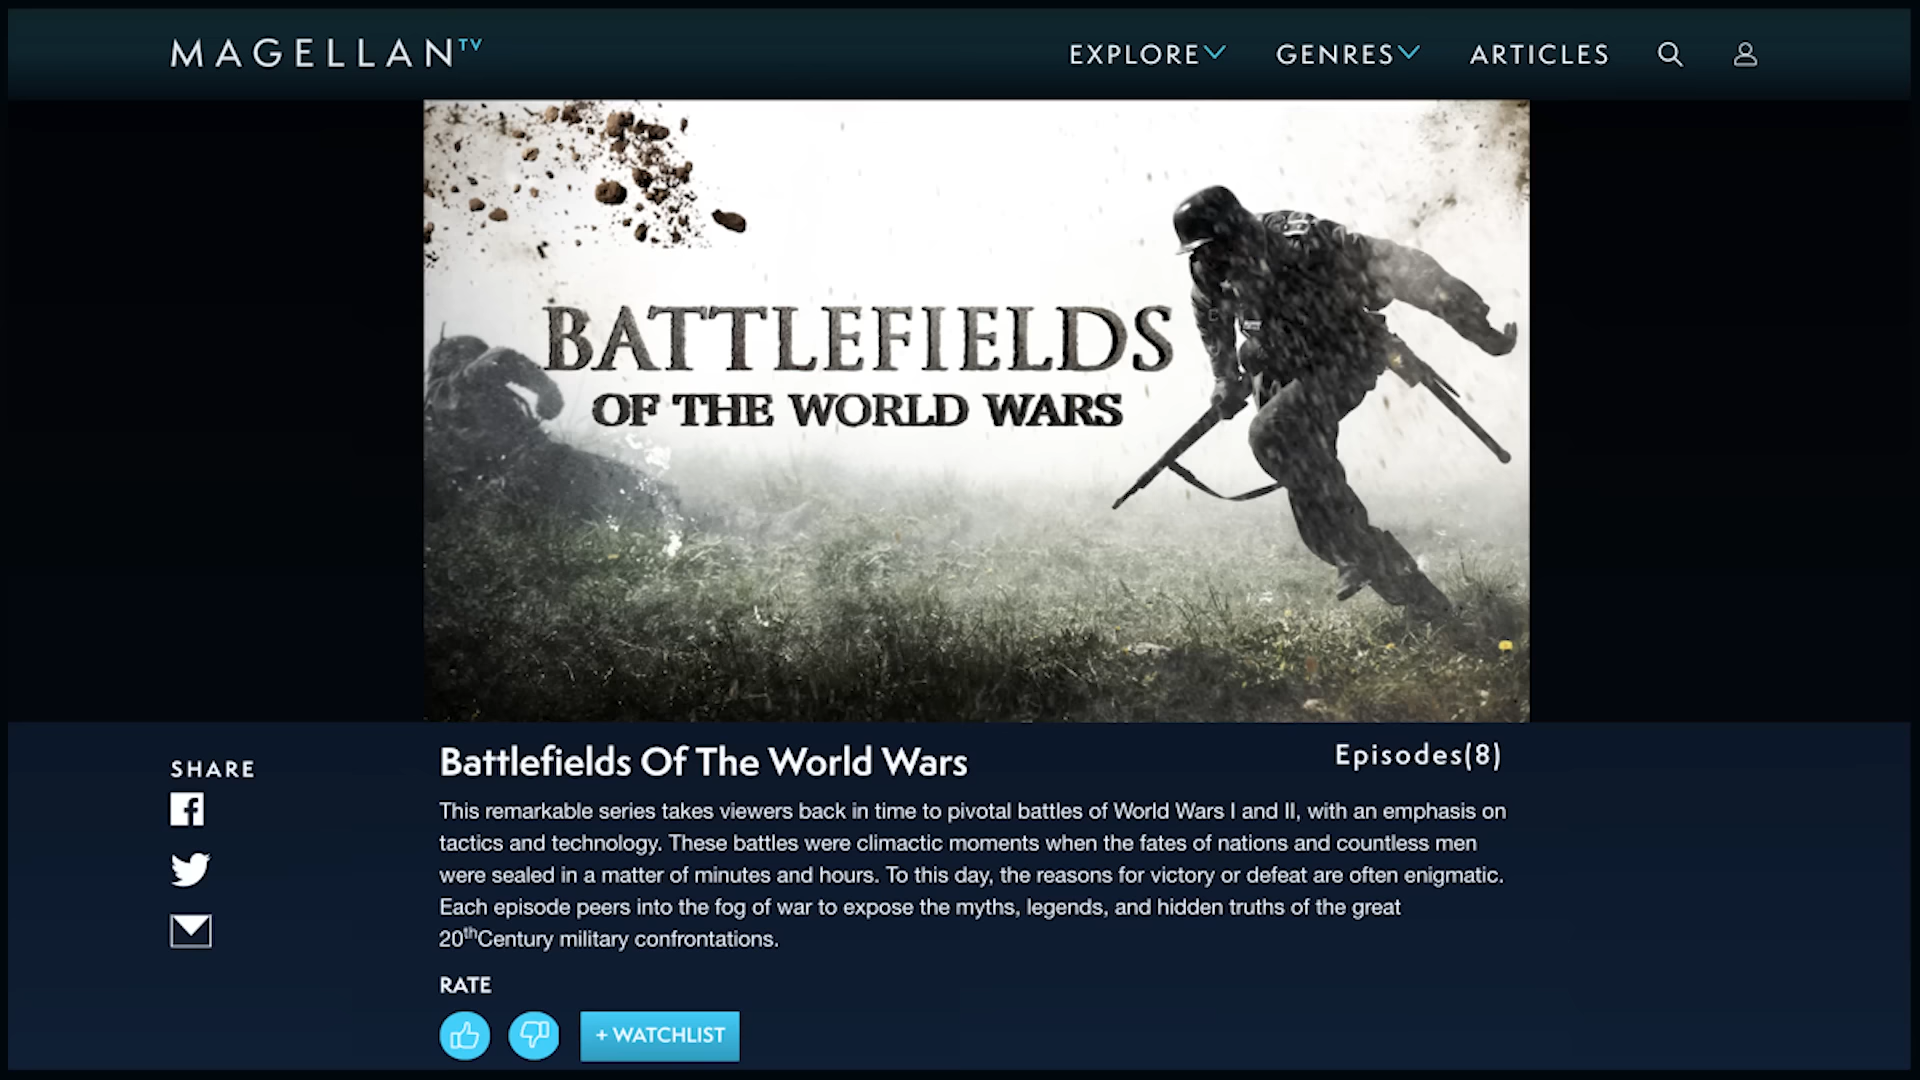 MAGELLAN TV
EXPLORE
GENRES
ARTICLES
BATTLEFIELDS
OF THE WORLD WARS
SHARE
Battlefields Of The World Wars
Episodes(8)
This remarkable series takes viewers back in time to pivotal battles of World Wars I and II, with an emphasis on
tactics and technology. These battles were climactic moments when the fates of nations and countless men
were sealed in a matter of minutes and hours. To this day, the reasons for victory or defeat are often enigmatic.
Each episode peers into the fog of war to expose the myths, legends, and hidden truths of the great
20thCentury military confrontations.
RATE
+ WATCHLIST